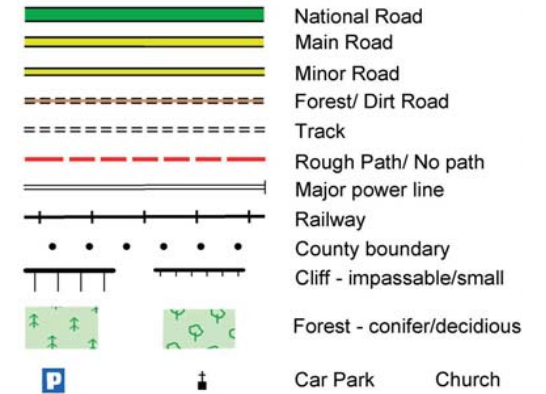 National Road
Main Road
Minor Road
Forest/ Dirt Road
Track
Rough Path/ No path
Major power line
Railway
County boundary
Cliff - impassable/small
Forest - conifer/decidious
P Car Park Church